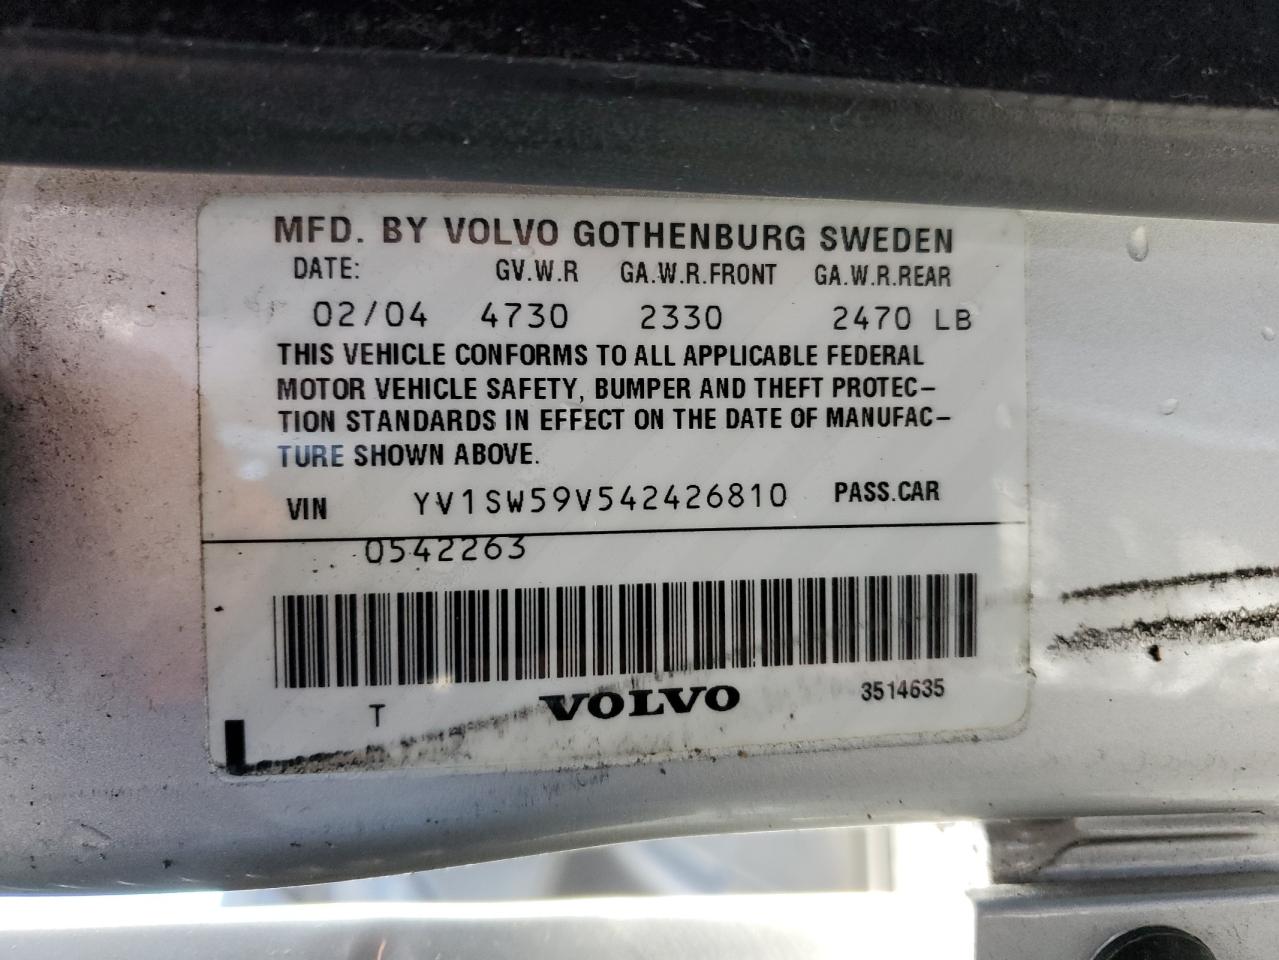 MFD. BY VOLVO GOTHENBURG SWEDEN
DATE: GV.W.R GA.W.R.FRONT GA.W.R.REAR
02/04 4730 2330 2470 LB
THIS VEHICLE CONFORMS TO ALL APPLICABLE FEDERAL
MOTOR VEHICLE SAFETY, BUMPER AND THEFT PROTEC-
TION STANDARDS IN EFFECT ON THE DATE OF MANUFAC-
TURE SHOWN ABOVE.
VIN YV1SW59V542426810 PASS.CAR
0542263
T VOLVO 3514635